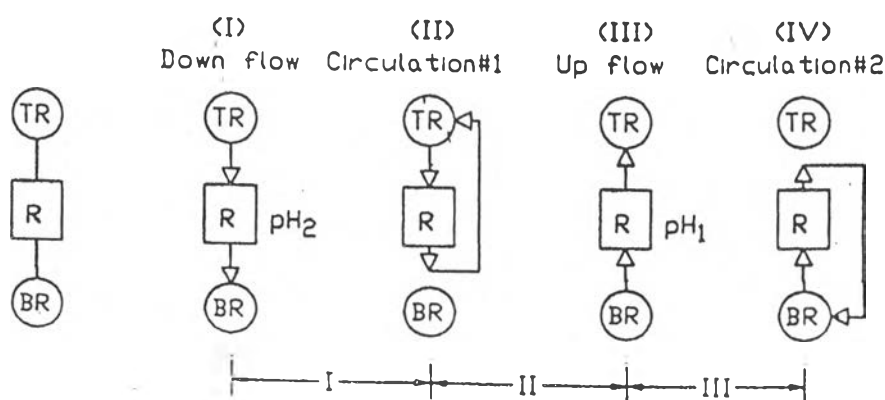 (I) (II) (III) (IV)
Down flow Circulation#1 Up flow Circulation#2
TR TR TR TR TR
R R pH2 R R pH1 R
BR BR BR BR BR
I II III